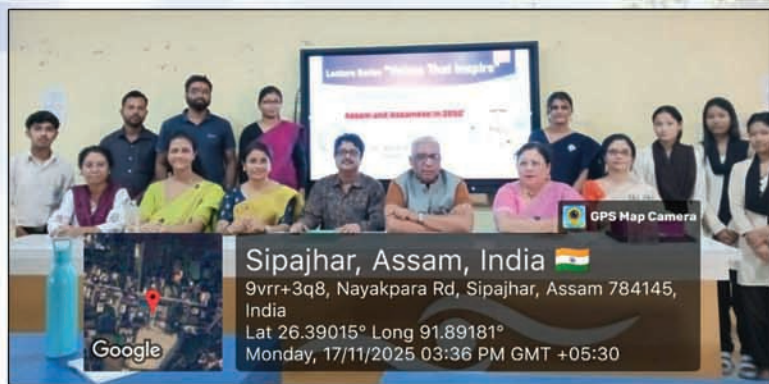 Lecture Series "Voices That Inspire"
Assam and Assamese in 2050
GPS Map Camera
Sipajhar, Assam, India
9vrr+3q8, Nayakpara Rd, Sipajhar, Assam 784145,
India
Lat 26.39015° Long 91.89181°
Monday, 17/11/2025 03:36 PM GMT +05:30
Google